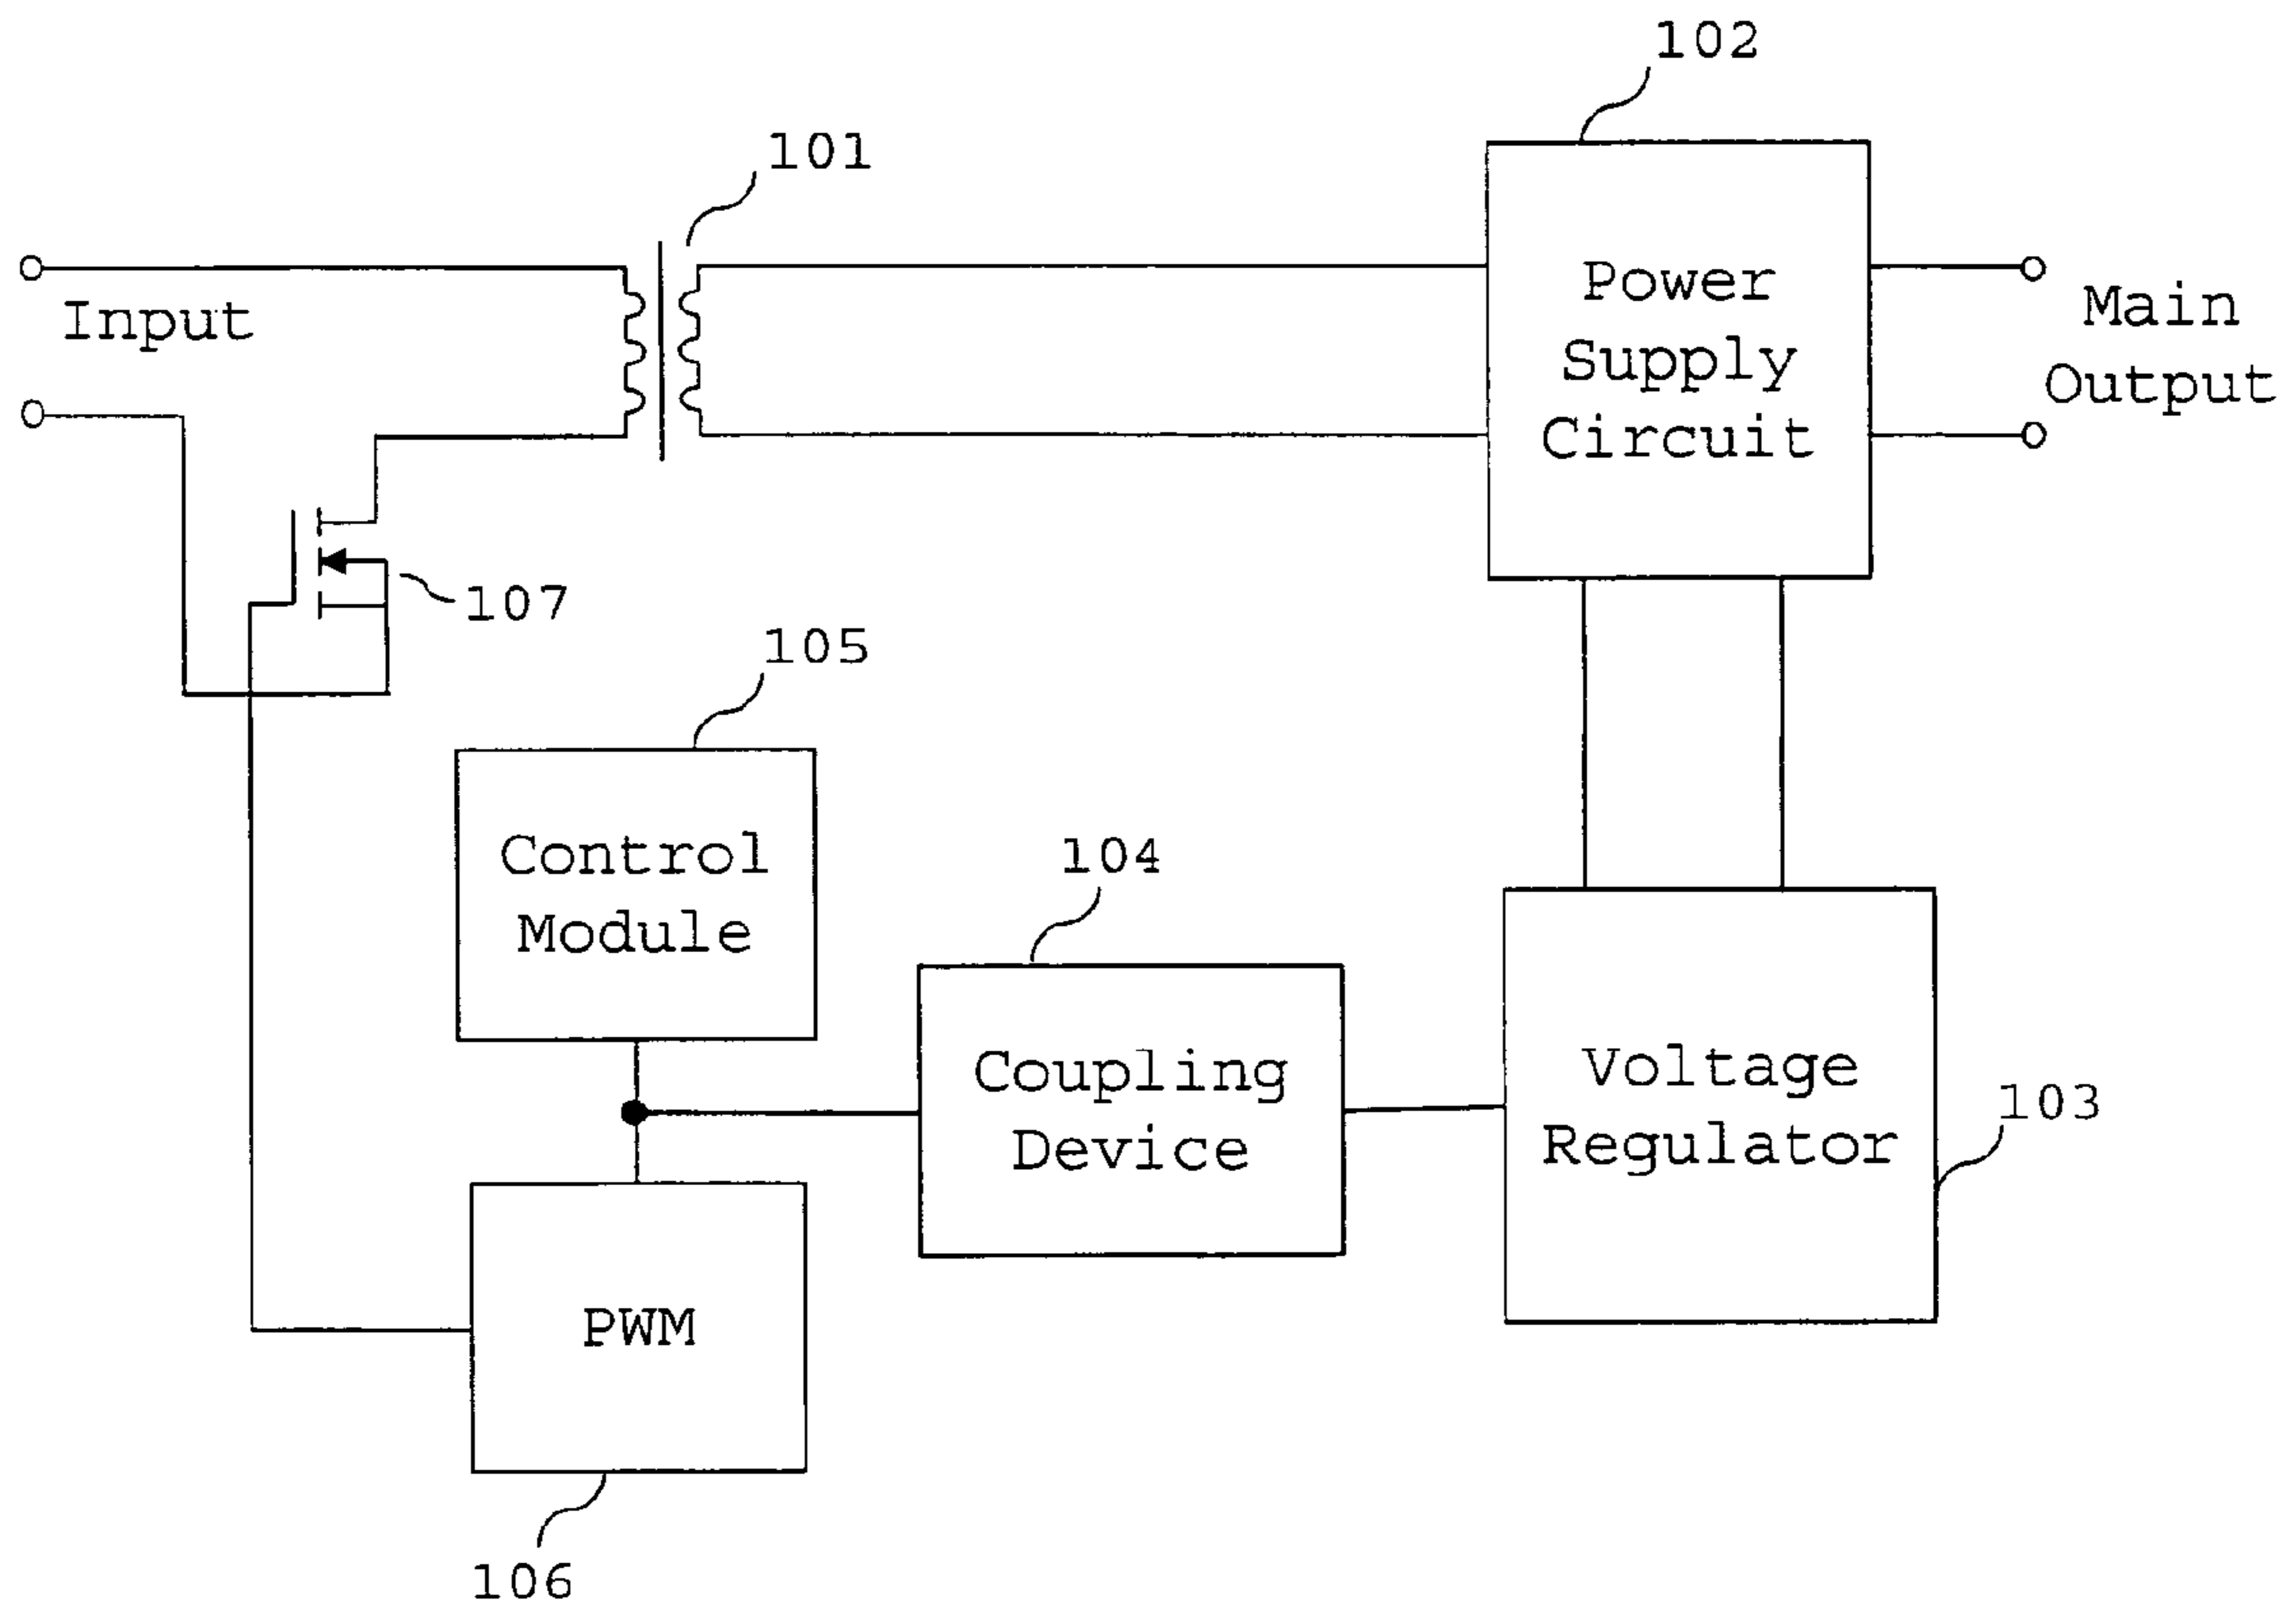 102
101
Input
Power
Supply
Circuit
Main
Output
107
105
Control
Module
104
Coupling
Device
Voltage
Regulator
103
PWM
106